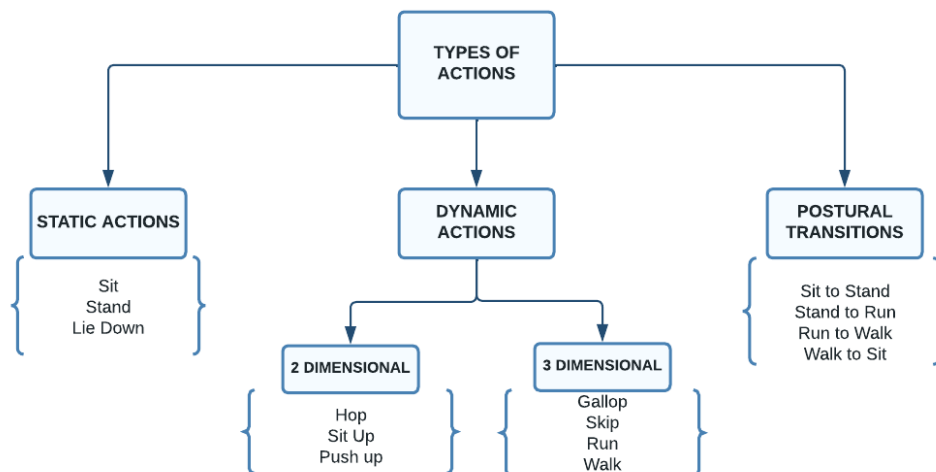 TYPES OF
ACTIONS
STATIC ACTIONS
Sit
Stand
Lie Down
DYNAMIC
ACTIONS
2 DIMENSIONAL
Hop
Sit Up
Push up
3 DIMENSIONAL
Gallop
Skip
Run
Walk
POSTURAL
TRANSITIONS
Sit to Stand
Stand to Run
Run to Walk
Walk to Sit